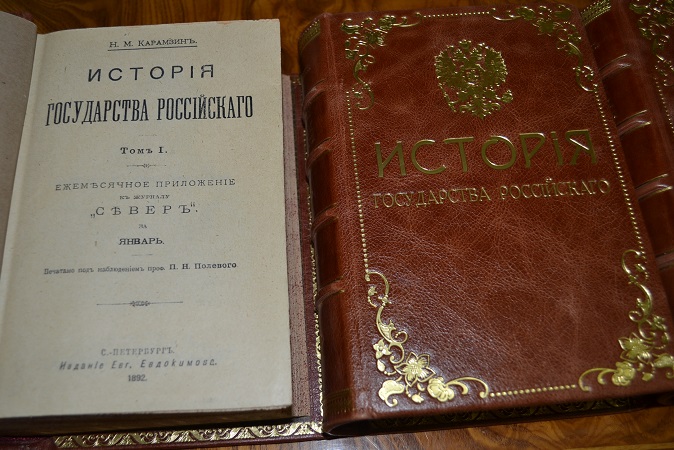 Н. М. Карамзинъ.
ИСТОРІЯ
ГОСУДАРСТВА РОССІЙСКАГО
Томъ I.
ЕЖЕМѢСЯЧНОЕ ПРИЛОЖЕНІЕ
КЪ ЖУРНАЛУ
„СѢВЕРЪ“
ЗА
ЯНВАРЬ.
Печатано подъ наблюденіемъ проф. П. Н. Полевого
С.-ПЕТЕРБУРГЪ.
Изданіе Евг. Евдокимова.
1892.
ИСТОРІЯ
ГОСУДАРСТВА РОССІЙСКАГО